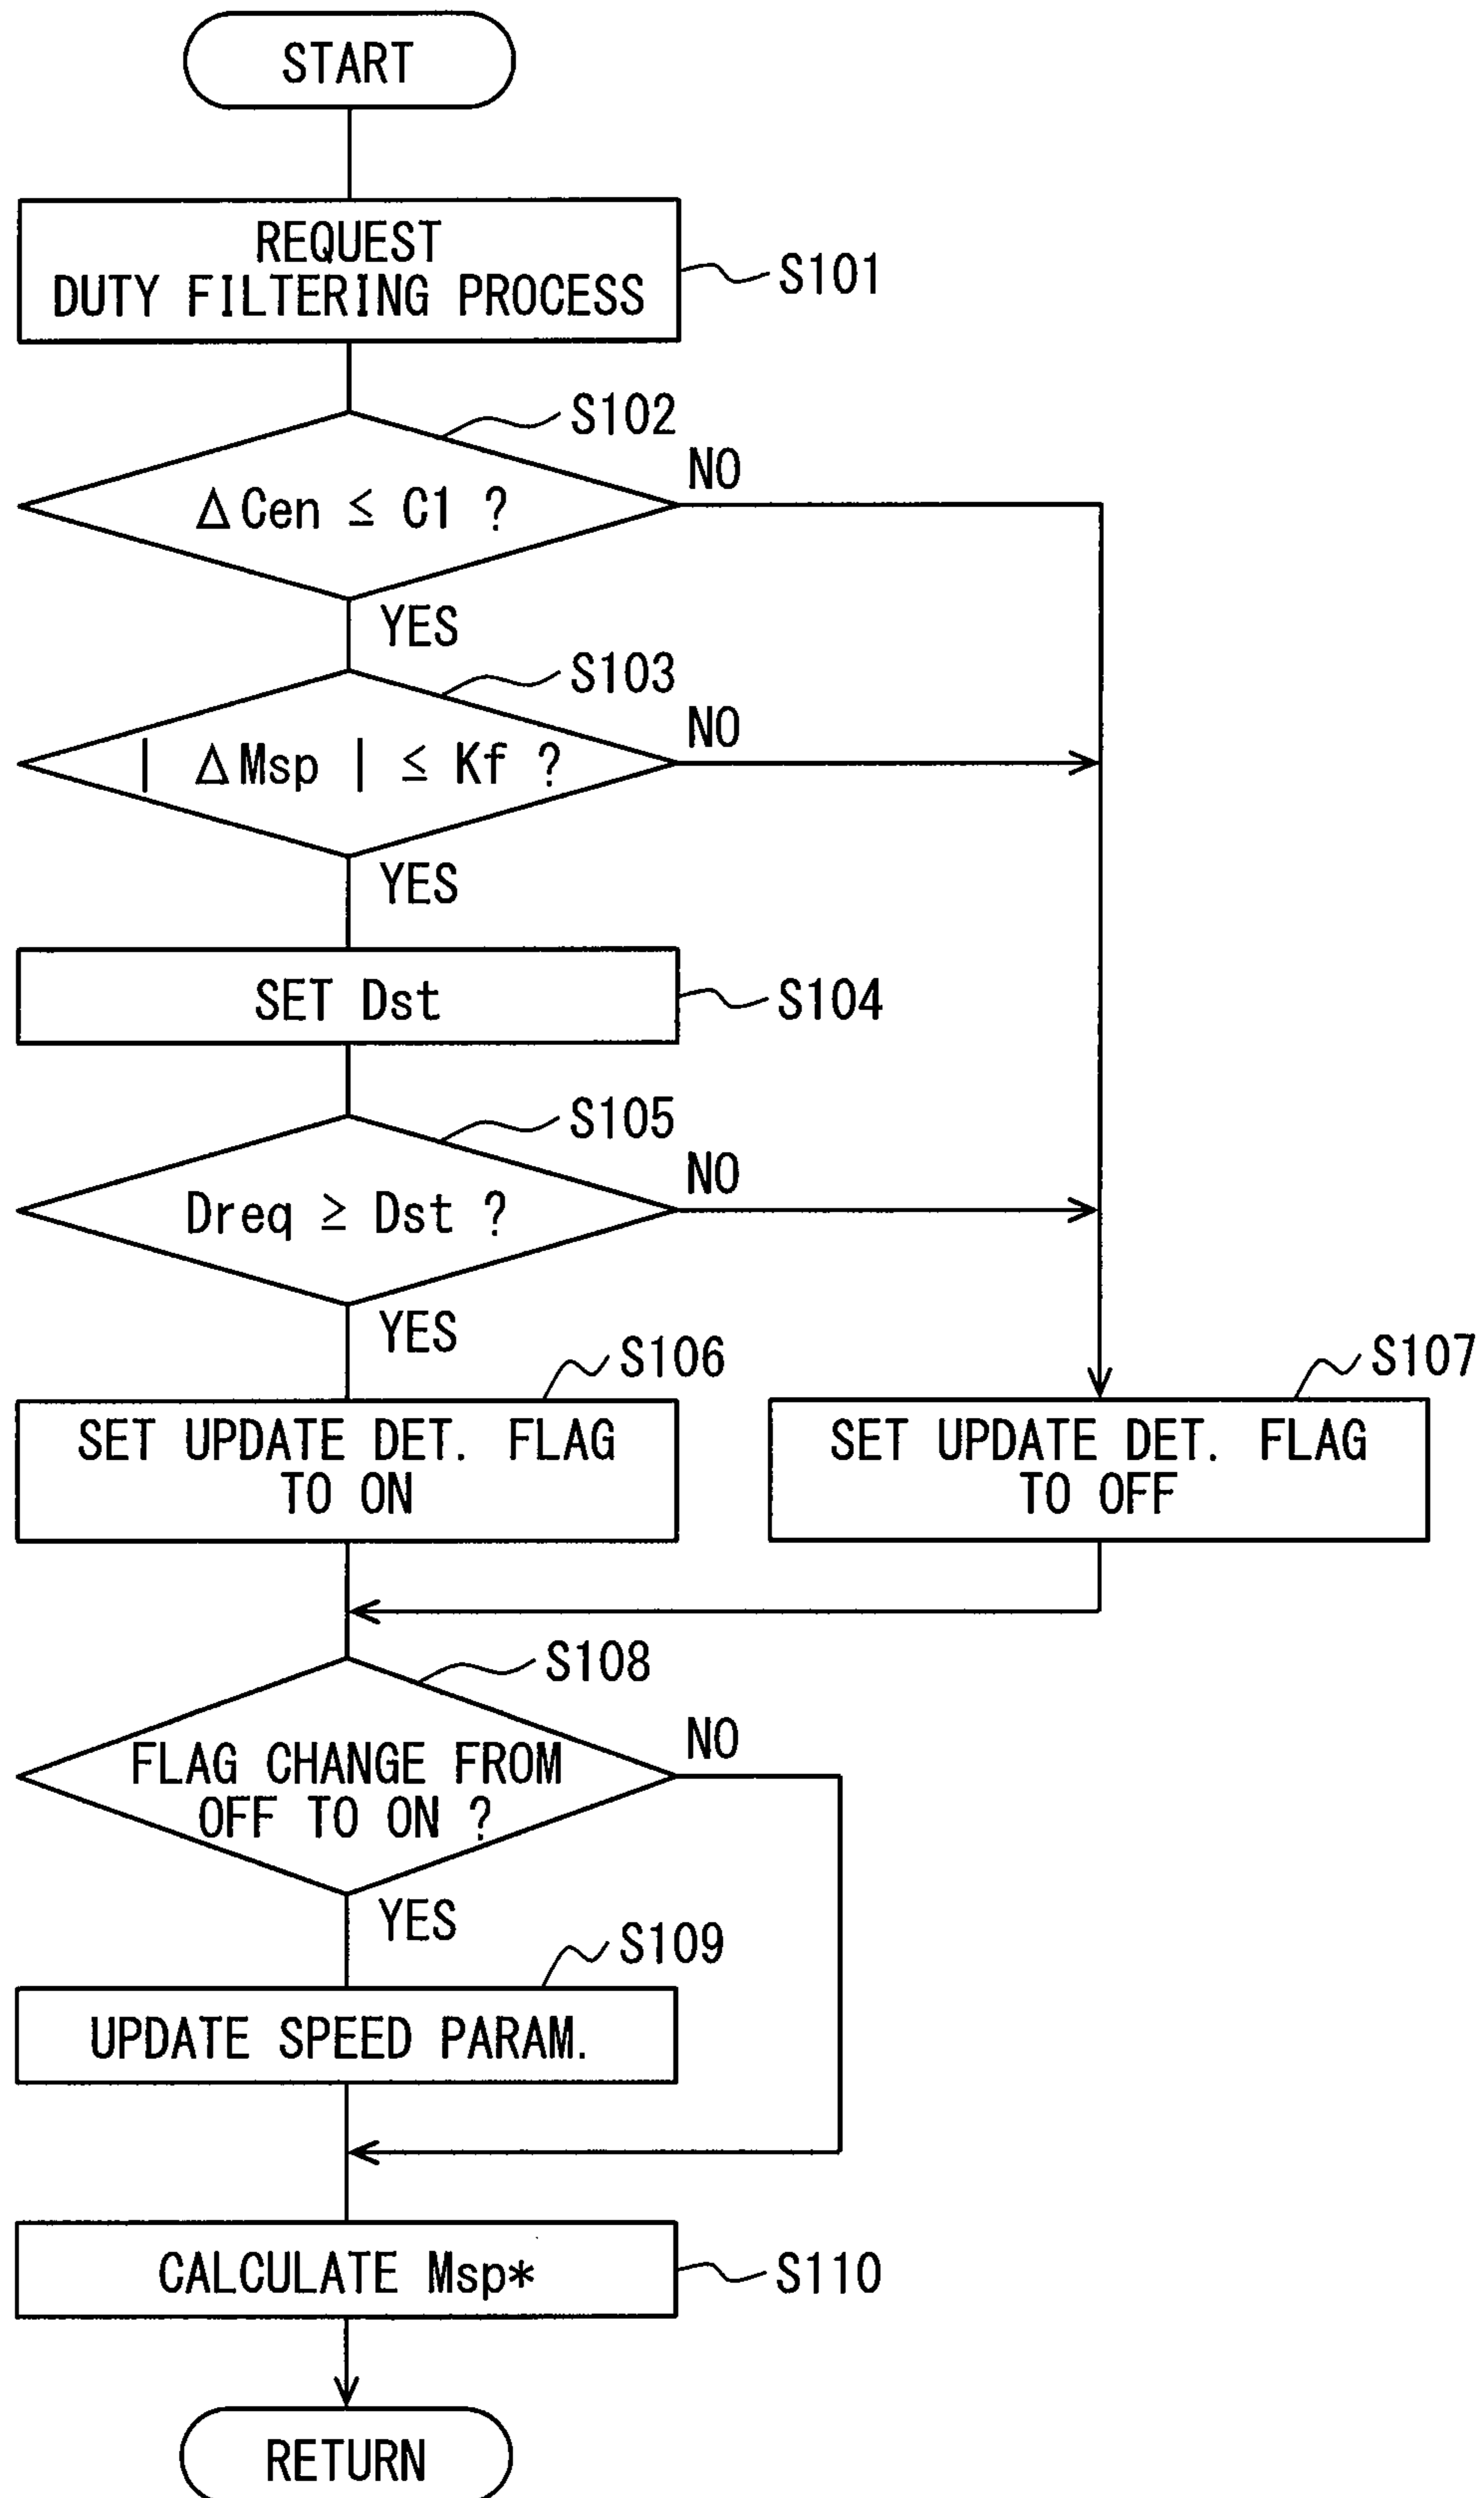 START
REQUEST
DUTY FILTERING PROCESS
S101
S102
ΔCen ≤ C1 ?
NO
YES
S103
| ΔMsp | ≤ Kf ?
NO
YES
SET Dst
S104
S105
Dreq ≥ Dst ?
NO
YES
S106
SET UPDATE DET. FLAG
TO ON
S107
SET UPDATE DET. FLAG
TO OFF
S108
FLAG CHANGE FROM
OFF TO ON ?
NO
YES
S109
UPDATE SPEED PARAM.
CALCULATE Msp*
S110
RETURN